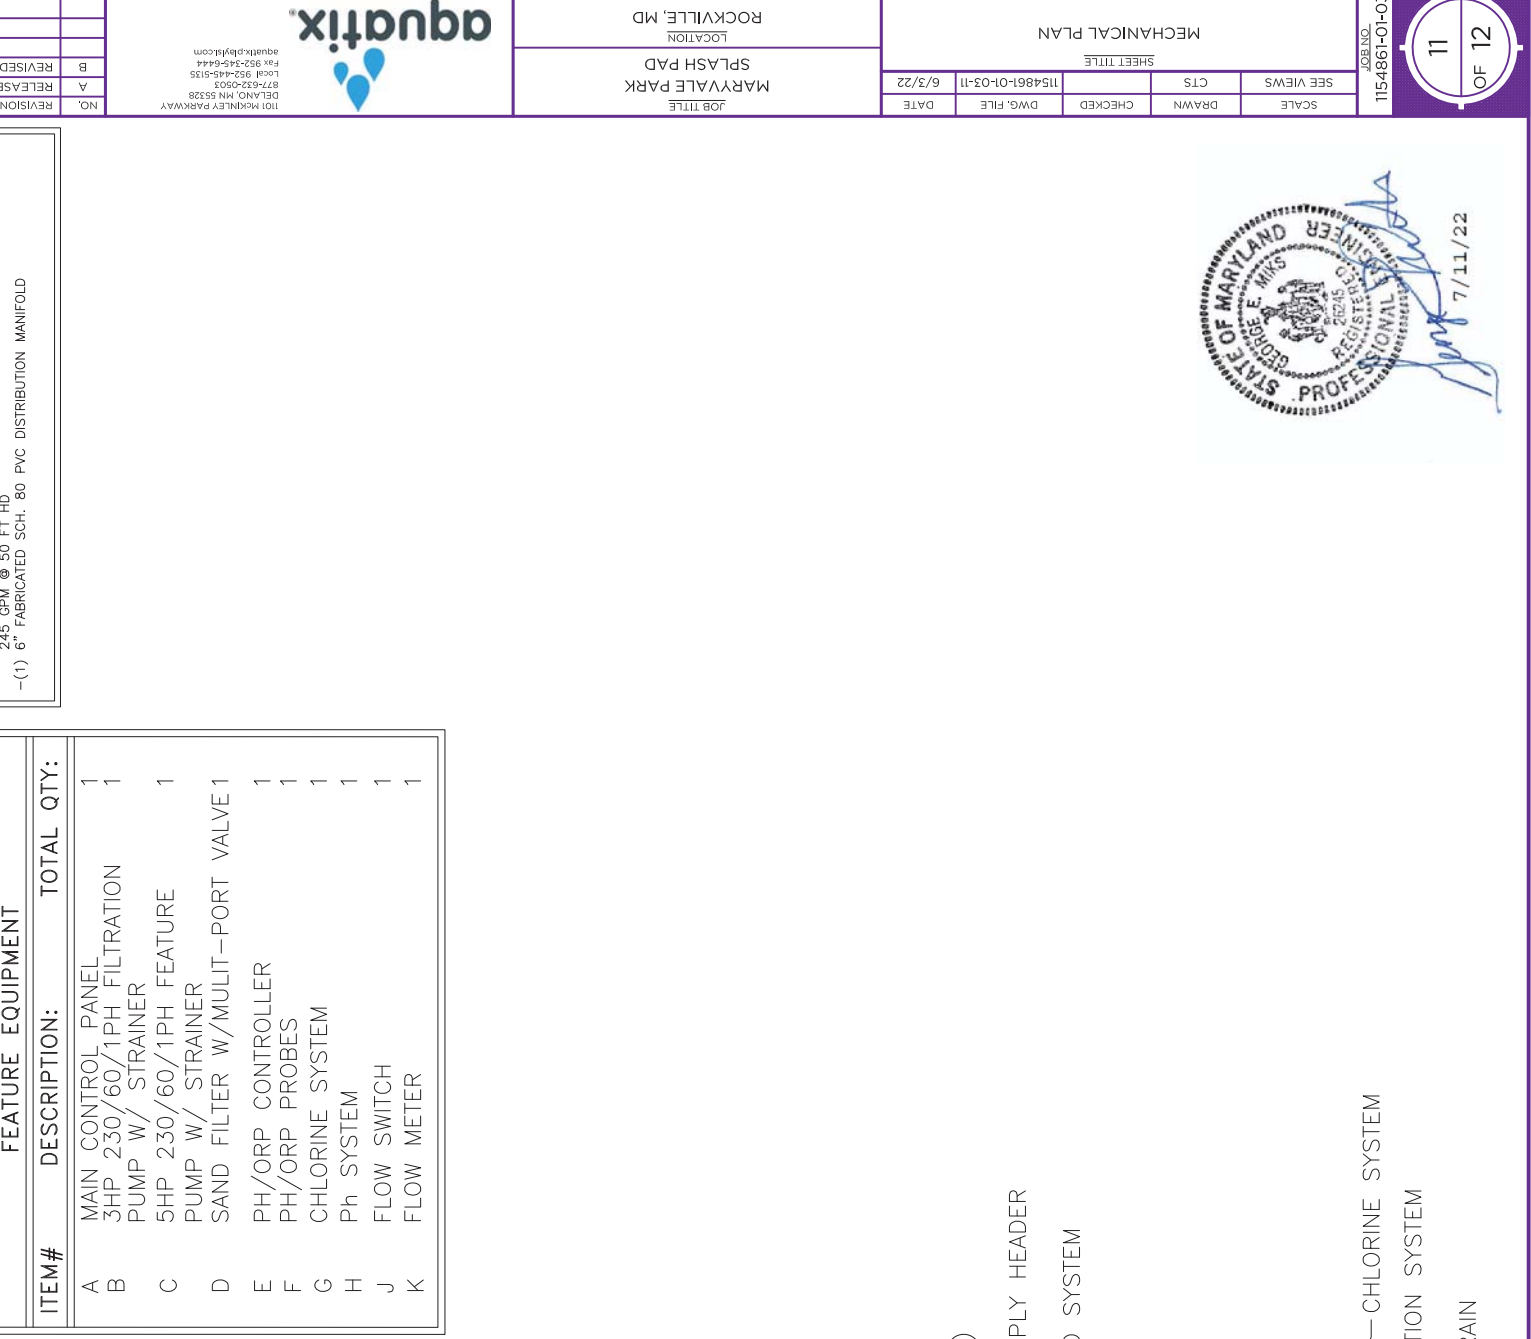 245 GPM @ 50 FT HD
-(1) 6" FABRICATED SCH. 80 PVC DISTRIBUTION MANIFOLD
FEATURE EQUIPMENT
ITEM# DESCRIPTION: TOTAL QTY:
A MAIN CONTROL PANEL 1
B 3HP 230/60/1PH FILTRATION 1
PUMP W/ STRAINER
C 5HP 230/60/1PH FEATURE 1
PUMP W/ STRAINER
D SAND FILTER W/MULIT-PORT VALVE 1
E PH/ORP CONTROLLER 1
F PH/ORP PROBES 1
G CHLORINE SYSTEM 1
H Ph SYSTEM 1
J FLOW SWITCH 1
K FLOW METER 1
PLY HEADER
SYSTEM
CHLORINE SYSTEM
TION SYSTEM
RAIN
STATE OF MARYLAND
GEORGE E. MIKS
26245
REGISTERED
PROFESSIONAL ENGINEER
7/11/22
NO. REVISION
A RELEASE
B REVISED
1101 McKINLEY PARKWAY
DELANO, MN 55328
877-632-0503
Local 952-445-5135
Fax 952-345-6444
aquatix.playlsi.com
aquatix.
JOB TITLE
MARYVALE PARK
SPLASH PAD
LOCATION
ROCKVILLE, MD
SCALE DRAWN CHECKED DWG. FILE DATE
SEE VIEWS CTS 1154861-01-03-11 6/3/22
SHEET TITLE
MECHANICAL PLAN
JOB NO
1154861-01-03
11
OF 12